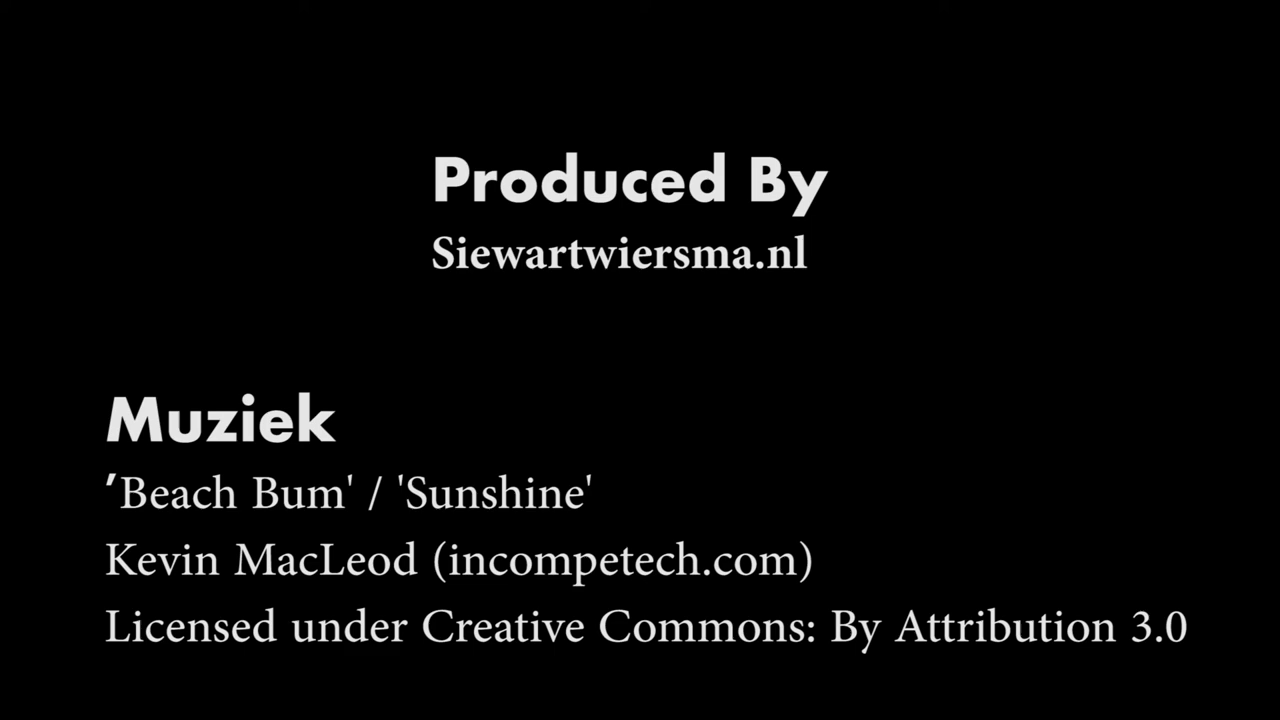 Produced By
Siewartwiersma.nl
Muziek
'Beach Bum' / 'Sunshine'
Kevin MacLeod (incompetech.com)
Licensed under Creative Commons: By Attribution 3.0